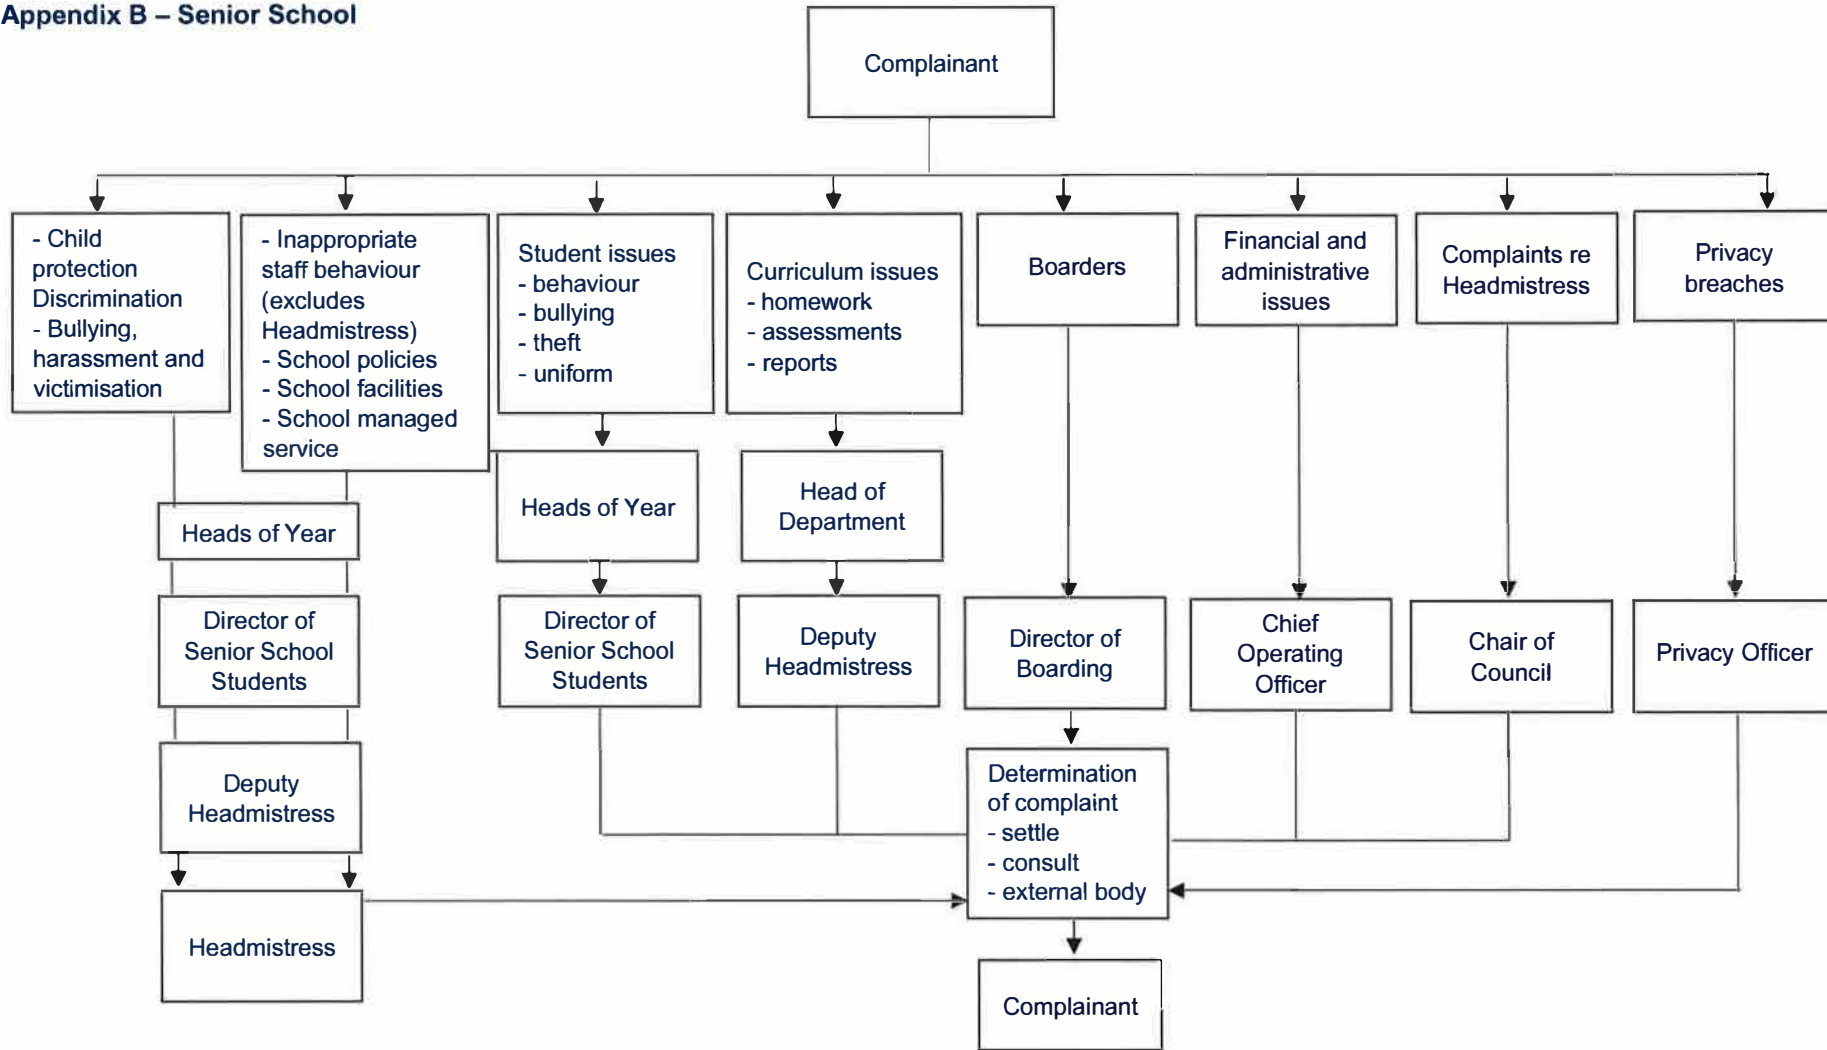 Appendix B – Senior School
Complainant
- Child
protection
Discrimination
- Bullying,
harassment and
victimisation
- Inappropriate
staff behaviour
(excludes
Headmistress)
- School policies
- School facilities
- School managed
service
Student issues
- behaviour
- bullying
- theft
- uniform
Curriculum issues
- homework
- assessments
- reports
Boarders
Financial and
administrative
issues
Complaints re
Headmistress
Privacy
breaches
Heads of Year
Heads of Year
Head of
Department
Director of
Senior School
Students
Director of
Senior School
Students
Deputy
Headmistress
Director of
Boarding
Chief
Operating
Officer
Chair of
Council
Privacy Officer
Deputy
Headmistress
Determination
of complaint
- settle
- consult
- external body
Headmistress
Complainant